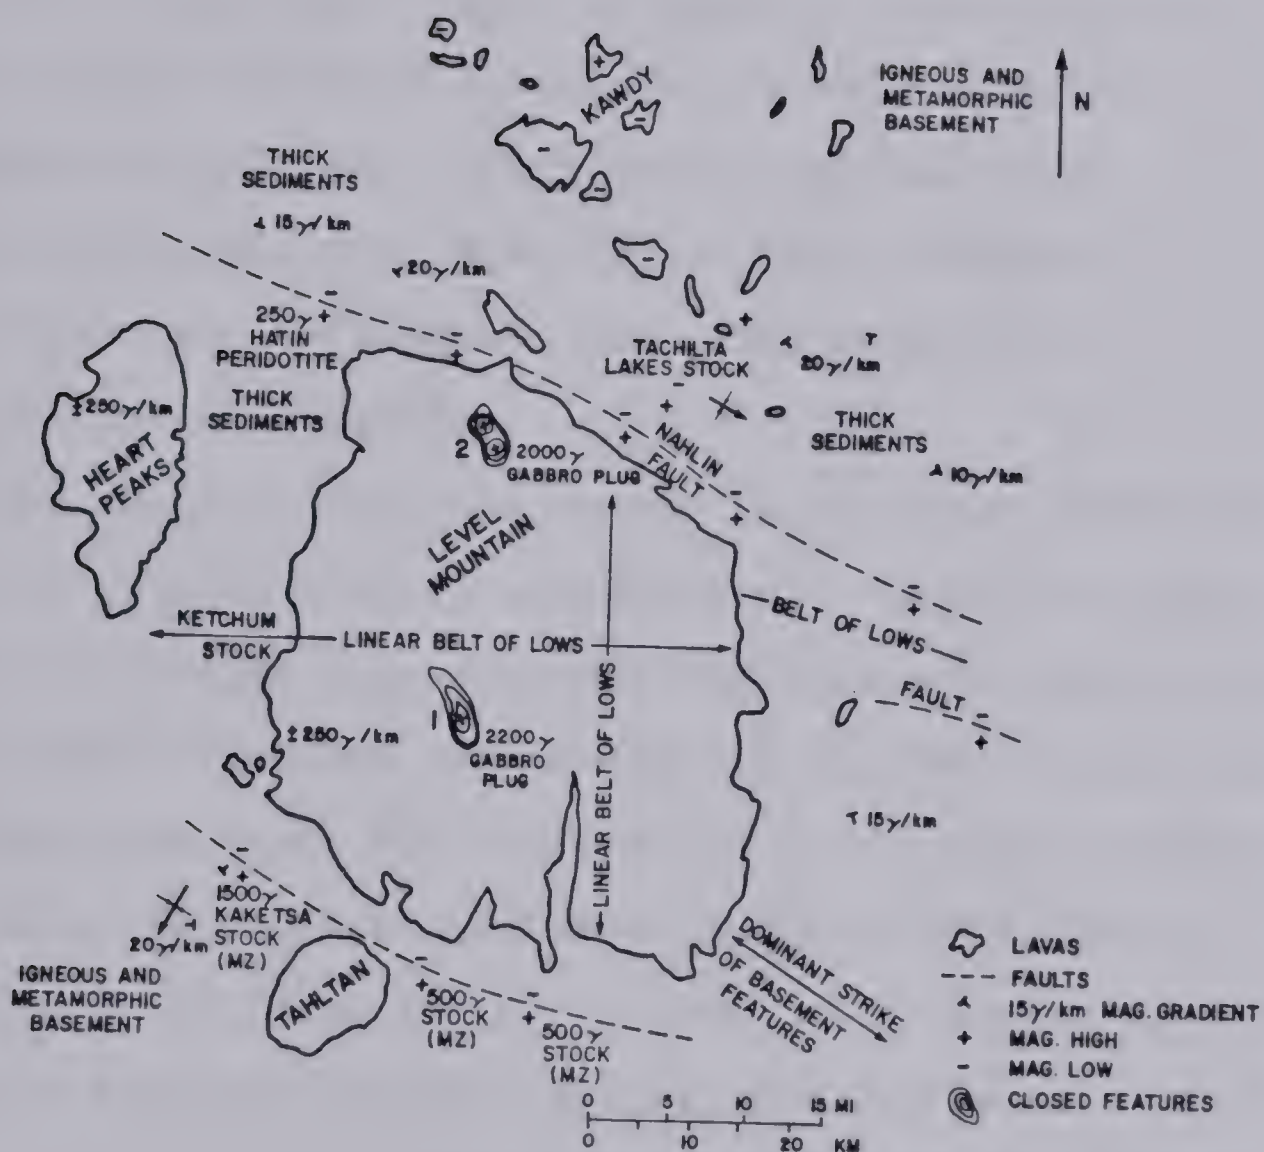 KAWDY
IGNEOUS AND
METAMORPHIC
BASEMENT
N
THICK
SEDIMENTS
15γ/km
20γ/km
250γ
HATIN
PERIDOTITE
TACHILTA
LAKES STOCK
20γ/km
THICK
SEDIMENTS
±250γ/km
HEART
PEAKS
THICK
SEDIMENTS
10γ/km
NAHLIN
FAULT
2
2000γ
GABBRO PLUG
LEVEL
MOUNTAIN
BELT OF LOWS
KETCHUM
STOCK
LINEAR BELT OF LOWS
LINEAR BELT OF LOWS
FAULT
1
2200γ
GABBRO
PLUG
±250γ/km
15γ/km
1500γ
KAKETSA
STOCK
(MZ)
20γ/km
IGNEOUS AND
METAMORPHIC
BASEMENT
TAHLTAN
500γ
STOCK
(MZ)
500γ
STOCK
(MZ)
DOMINANT STRIKE
OF BASEMENT
FEATURES
LAVAS
FAULTS
15γ/km MAG. GRADIENT
+ MAG. HIGH
- MAG. LOW
CLOSED FEATURES
0 5 10 15 MI
0 10 20 KM